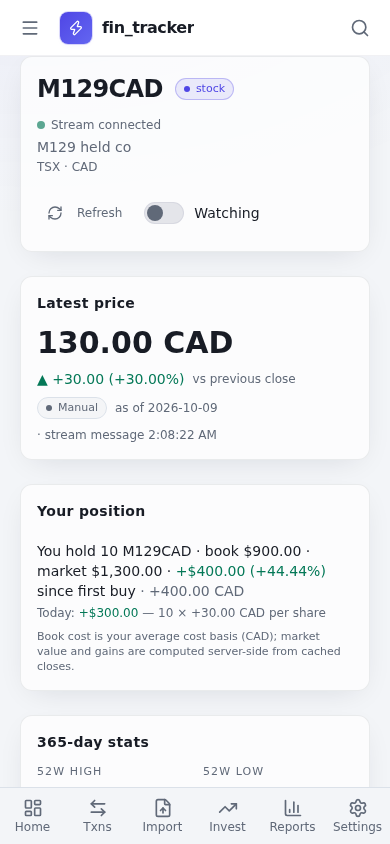 fin_tracker
M129CAD
stock
Stream connected
M129 held co
TSX · CAD
Refresh
Watching
Latest price
130.00 CAD
▲ +30.00 (+30.00%) vs previous close
Manual as of 2026-10-09
· stream message 2:08:22 AM
Your position
You hold 10 M129CAD · book $900.00 ·
market $1,300.00 · +$400.00 (+44.44%)
since first buy · +400.00 CAD
Today: +$300.00 — 10 × +30.00 CAD per share
Book cost is your average cost basis (CAD); market
value and gains are computed server-side from cached
closes.
365-day stats
52W HIGH 52W LOW
Home Txns Import Invest Reports Settings